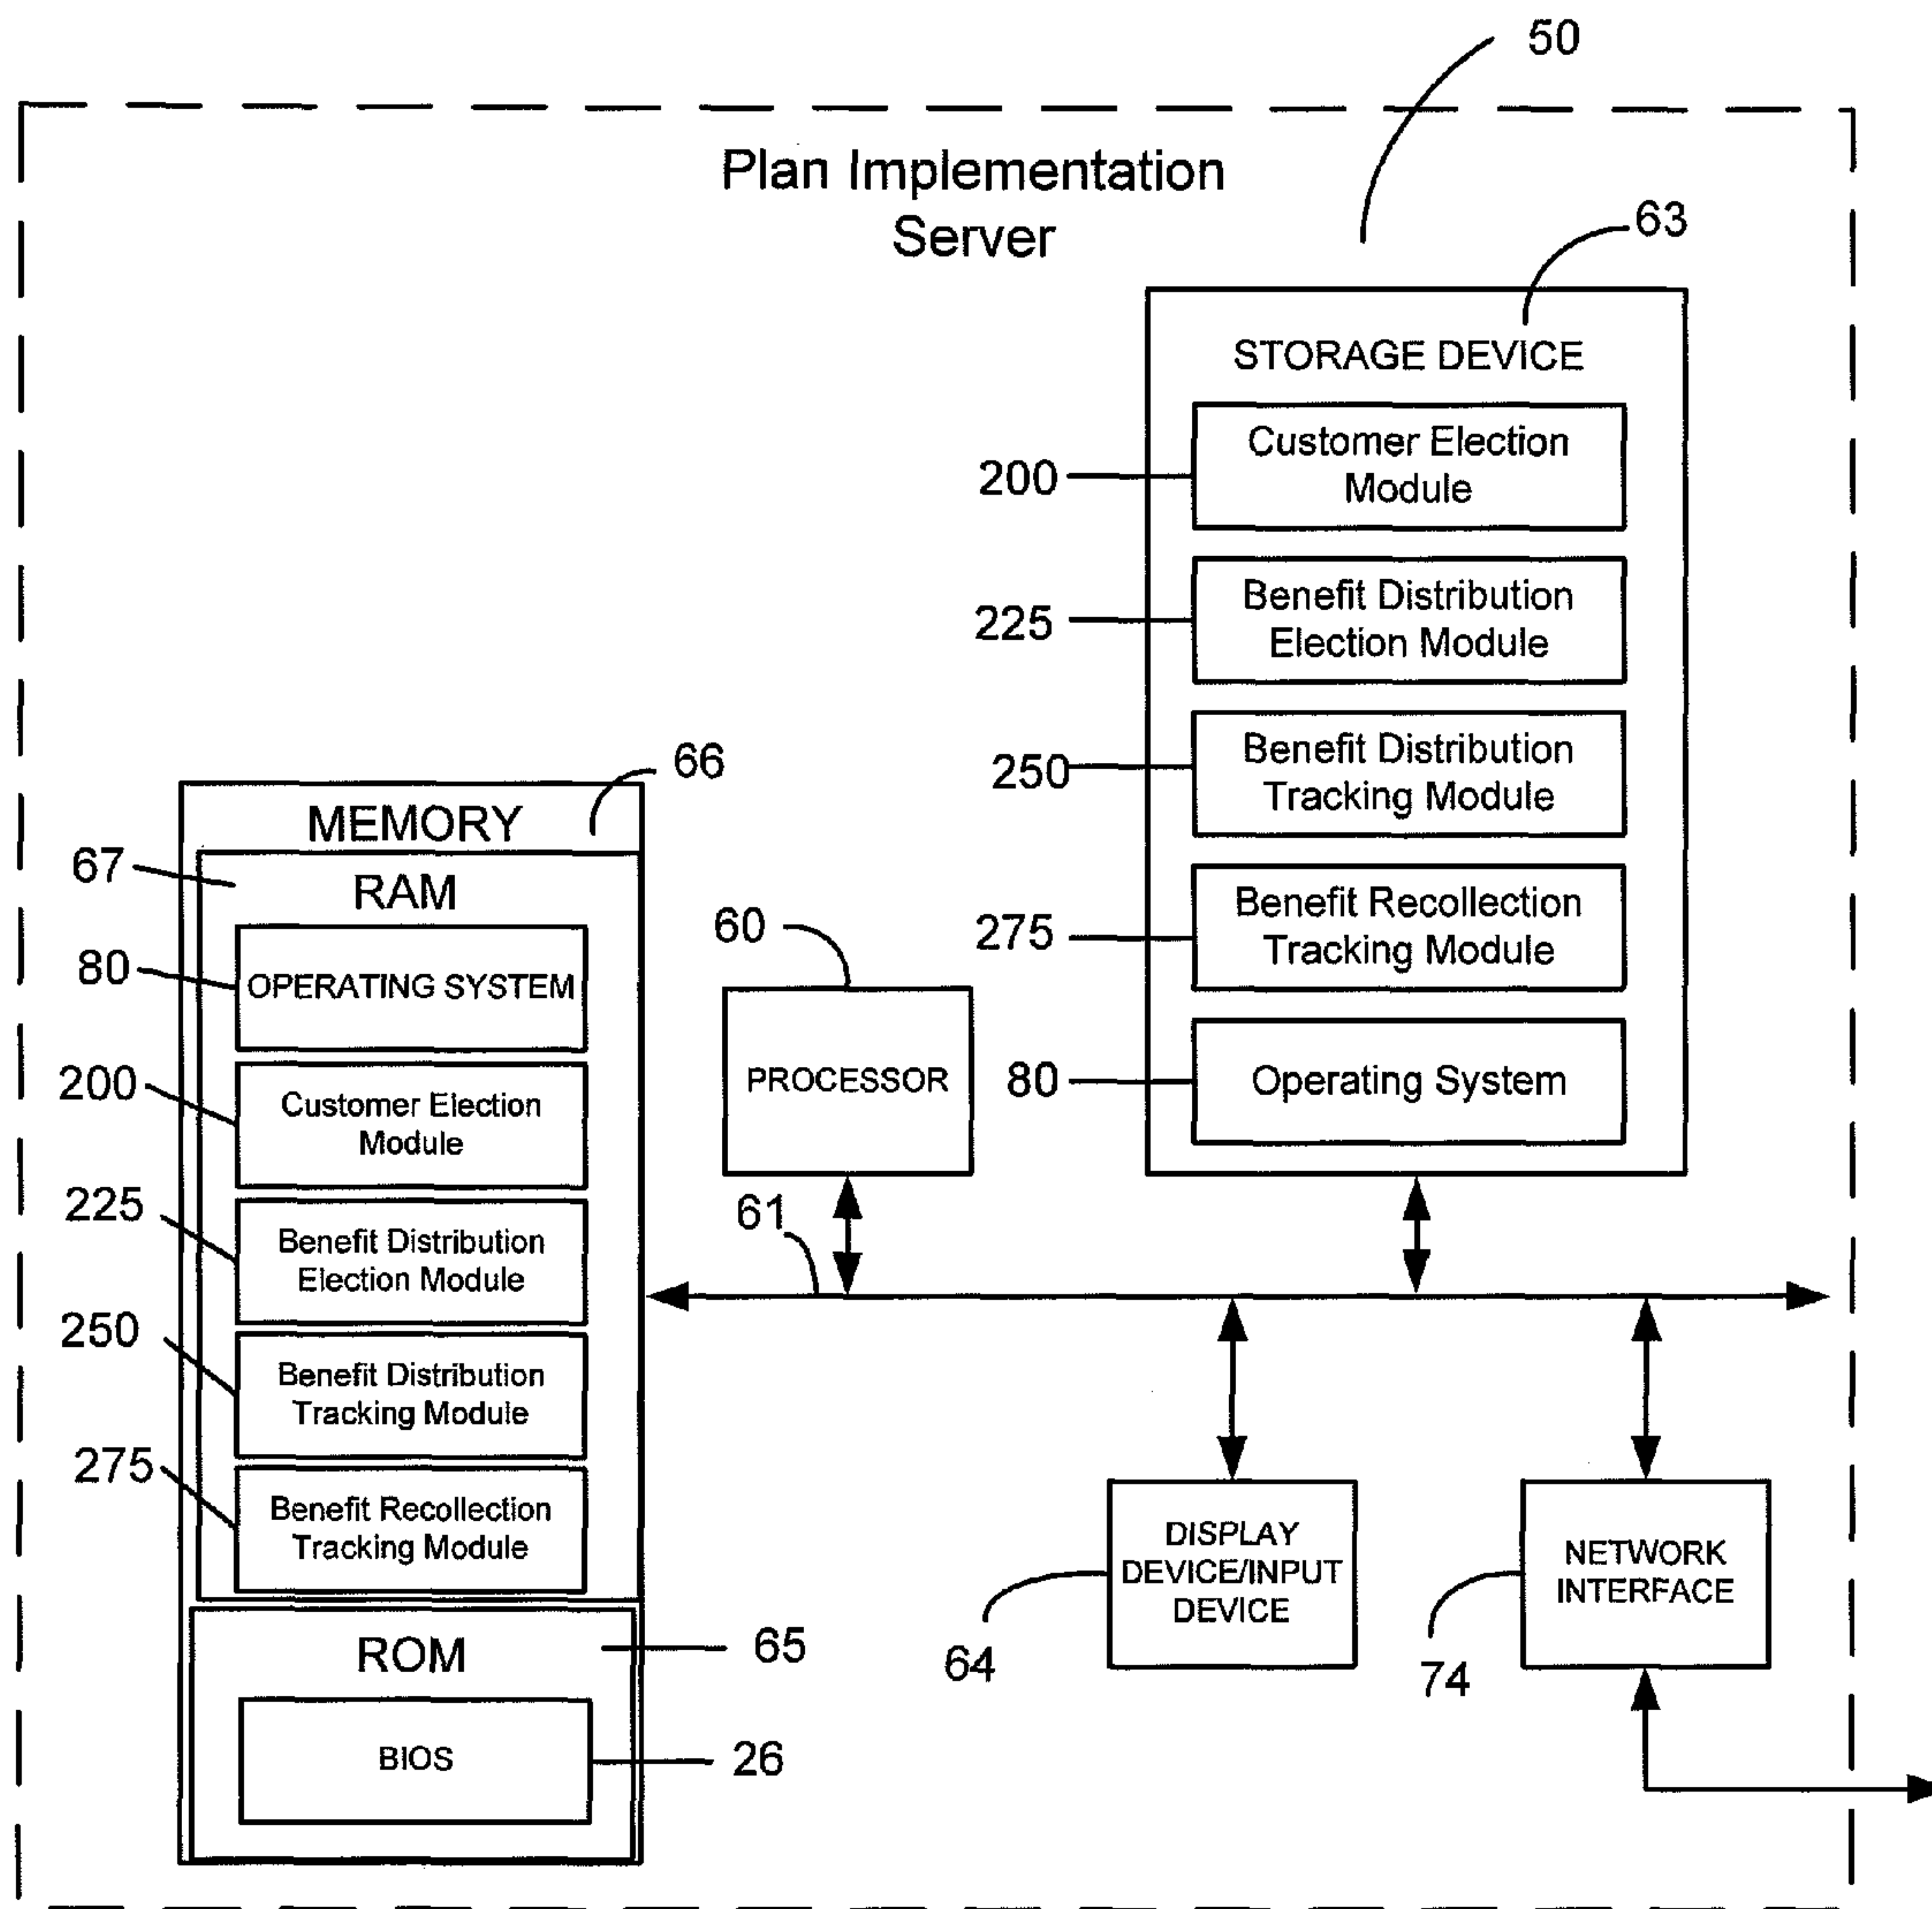 50
Plan Implementation
Server
63
STORAGE DEVICE
200
Customer Election
Module
225
Benefit Distribution
Election Module
250
Benefit Distribution
Tracking Module
275
Benefit Recollection
Tracking Module
80
Operating System
66
MEMORY
67
RAM
80
OPERATING SYSTEM
200
Customer Election
Module
225
Benefit Distribution
Election Module
250
Benefit Distribution
Tracking Module
275
Benefit Recollection
Tracking Module
ROM
65
BIOS
26
60
PROCESSOR
61
DISPLAY
DEVICE/INPUT
DEVICE
64
NETWORK
INTERFACE
74